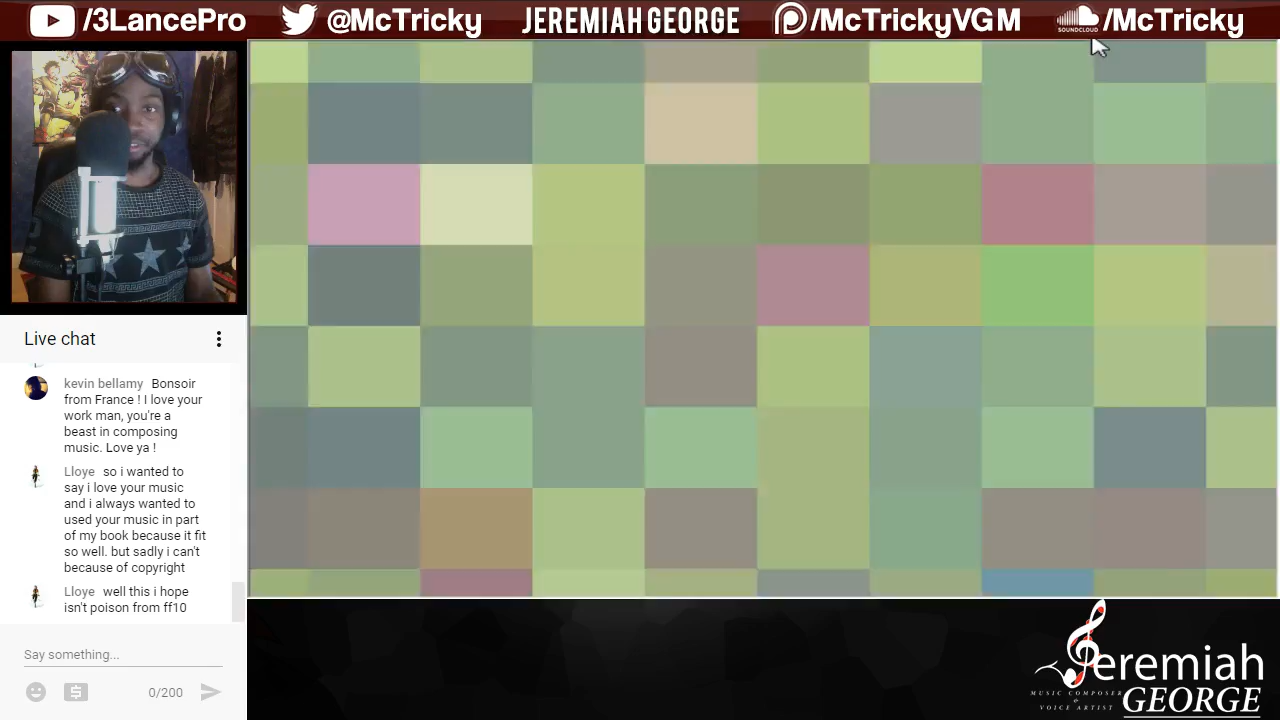 /3LancePro @McTricky JEREMIAH GEORGE /McTrickyVGM SOUNDCLOUD /McTricky
Live chat
kevin bellamy Bonsoir
from France ! I love your
work man, you're a
beast in composing
music. Love ya !
Lloye so i wanted to
say i love your music
and i always wanted to
used your music in part
of my book because it fit
so well. but sadly i can't
because of copyright
Lloye well this i hope
isn't poison from ff10
Say something...
0/200
Jeremiah
MUSIC COMPOSER
&
VOICE ARTIST
GEORGE